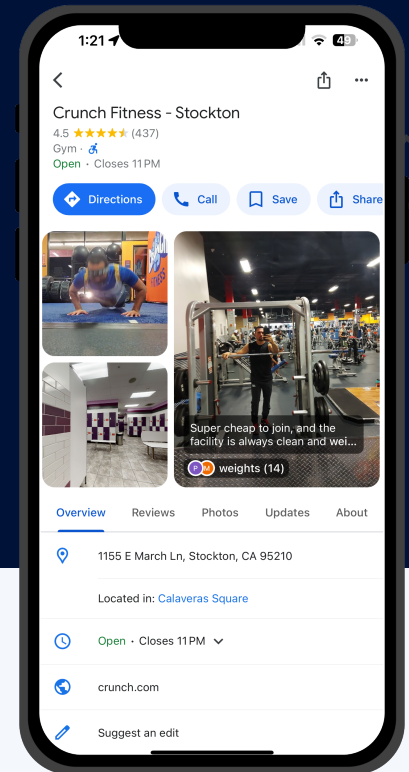 1:21
49
Crunch Fitness - Stockton
4.5 (437)
Gym ·
Open · Closes 11 PM
Directions
Call
Save
Share
Super cheap to join, and the
facility is always clean and wei...
P M weights (14)
Overview
Reviews
Photos
Updates
About
1155 E March Ln, Stockton, CA 95210
Located in: Calaveras Square
Open · Closes 11 PM
crunch.com
Suggest an edit